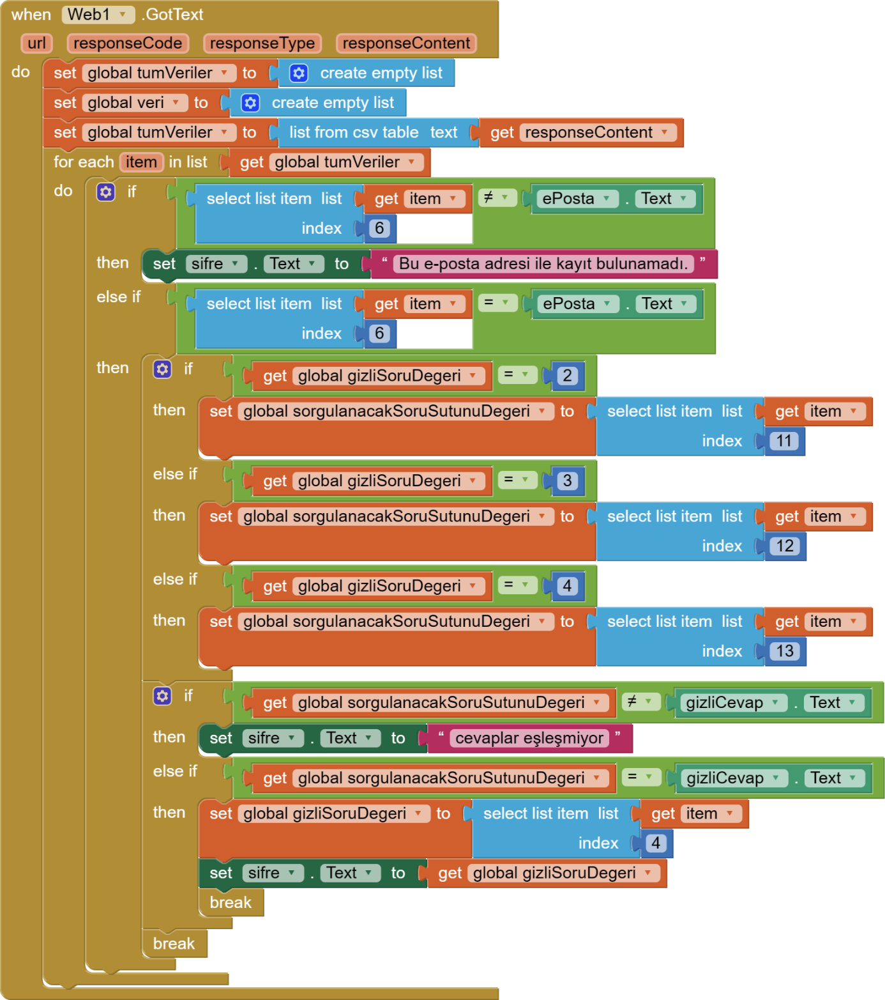 when Web1 .GotText
url responseCode responseType responseContent
do set global tumVeriler to create empty list
set global veri to create empty list
set global tumVeriler to list from csv table text get responseContent
for each item in list get global tumVeriler
do if select list item list get item ≠ ePosta . Text
index 6
then set sifre . Text to “ Bu e-posta adresi ile kayıt bulunamadı. ”
else if select list item list get item = ePosta . Text
index 6
then if get global gizliSoruDegeri = 2
then set global sorgulanacakSoruSutunuDegeri to select list item list get item
index 11
else if get global gizliSoruDegeri = 3
then set global sorgulanacakSoruSutunuDegeri to select list item list get item
index 12
else if get global gizliSoruDegeri = 4
then set global sorgulanacakSoruSutunuDegeri to select list item list get item
index 13
if get global sorgulanacakSoruSutunuDegeri ≠ gizliCevap . Text
then set sifre . Text to “ cevaplar eşleşmiyor ”
else if get global sorgulanacakSoruSutunuDegeri = gizliCevap . Text
then set global gizliSoruDegeri to select list item list get item
index 4
set sifre . Text to get global gizliSoruDegeri
break
break